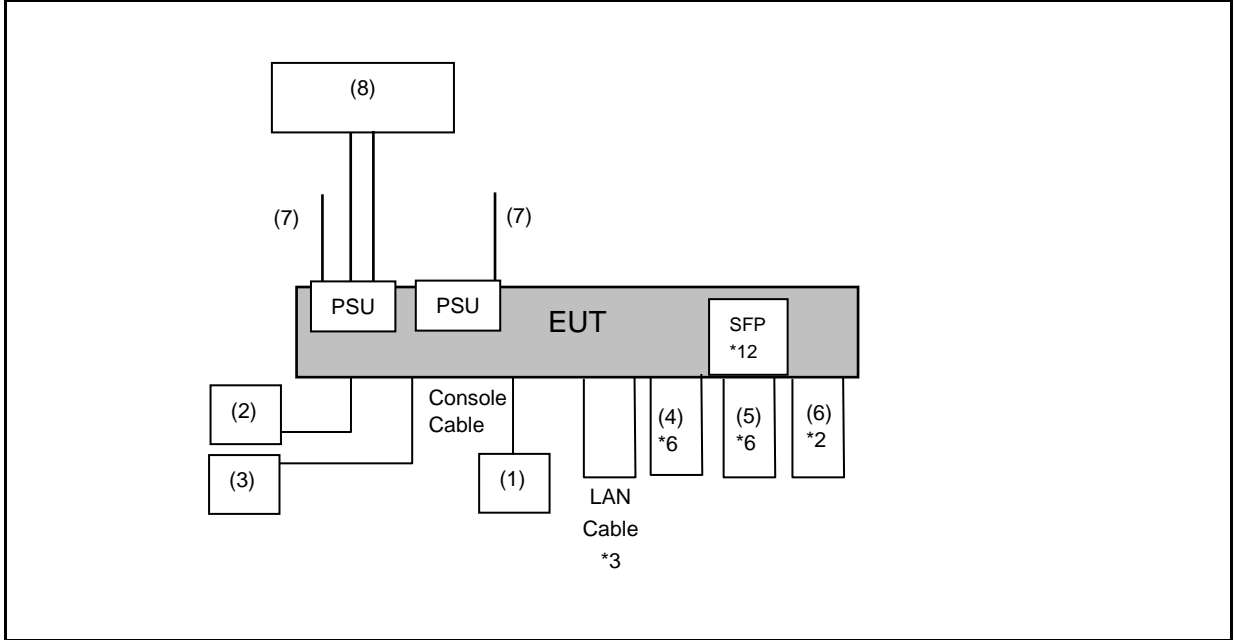 (8)
(7)
(7)
PSU
PSU
EUT
SFP
*12
(2)
Console
Cable
(4)
*6
(5)
*6
(6)
*2
(3)
(1)
LAN
Cable
*3